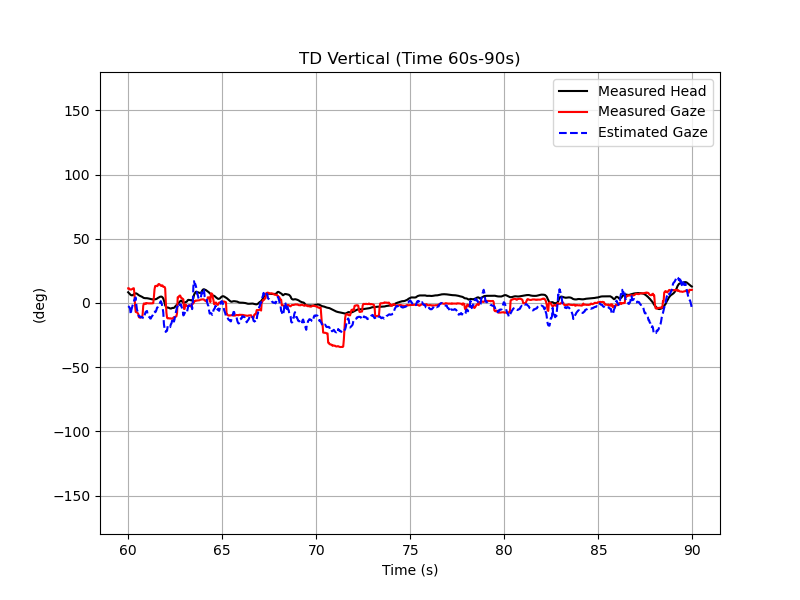 TD Vertical (Time 60s-90s)
Measured Head
Measured Gaze
Estimated Gaze
150
100
50
0
−50
−100
−150
(deg)
60
65
70
75
80
85
90
Time (s)